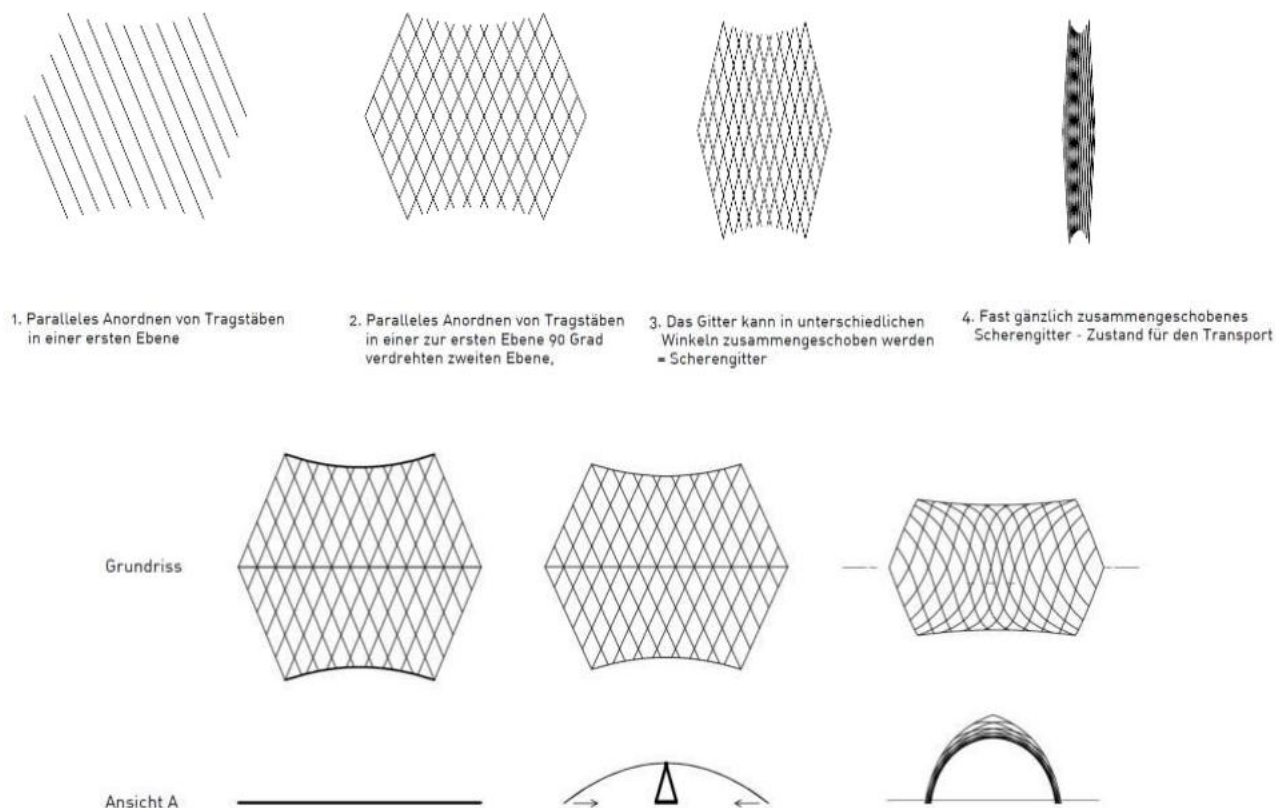 1. Paralleles Anordnen von Tragstäben
in einer ersten Ebene
2. Paralleles Anordnen von Tragstäben
in einer zur ersten Ebene 90 Grad
verdrehten zweiten Ebene,
3. Das Gitter kann in unterschiedlichen
Winkeln zusammengeschoben werden
= Scherengitter
4. Fast gänzlich zusammengeschobenes
Scherengitter - Zustand für den Transport
Grundriss
Ansicht A